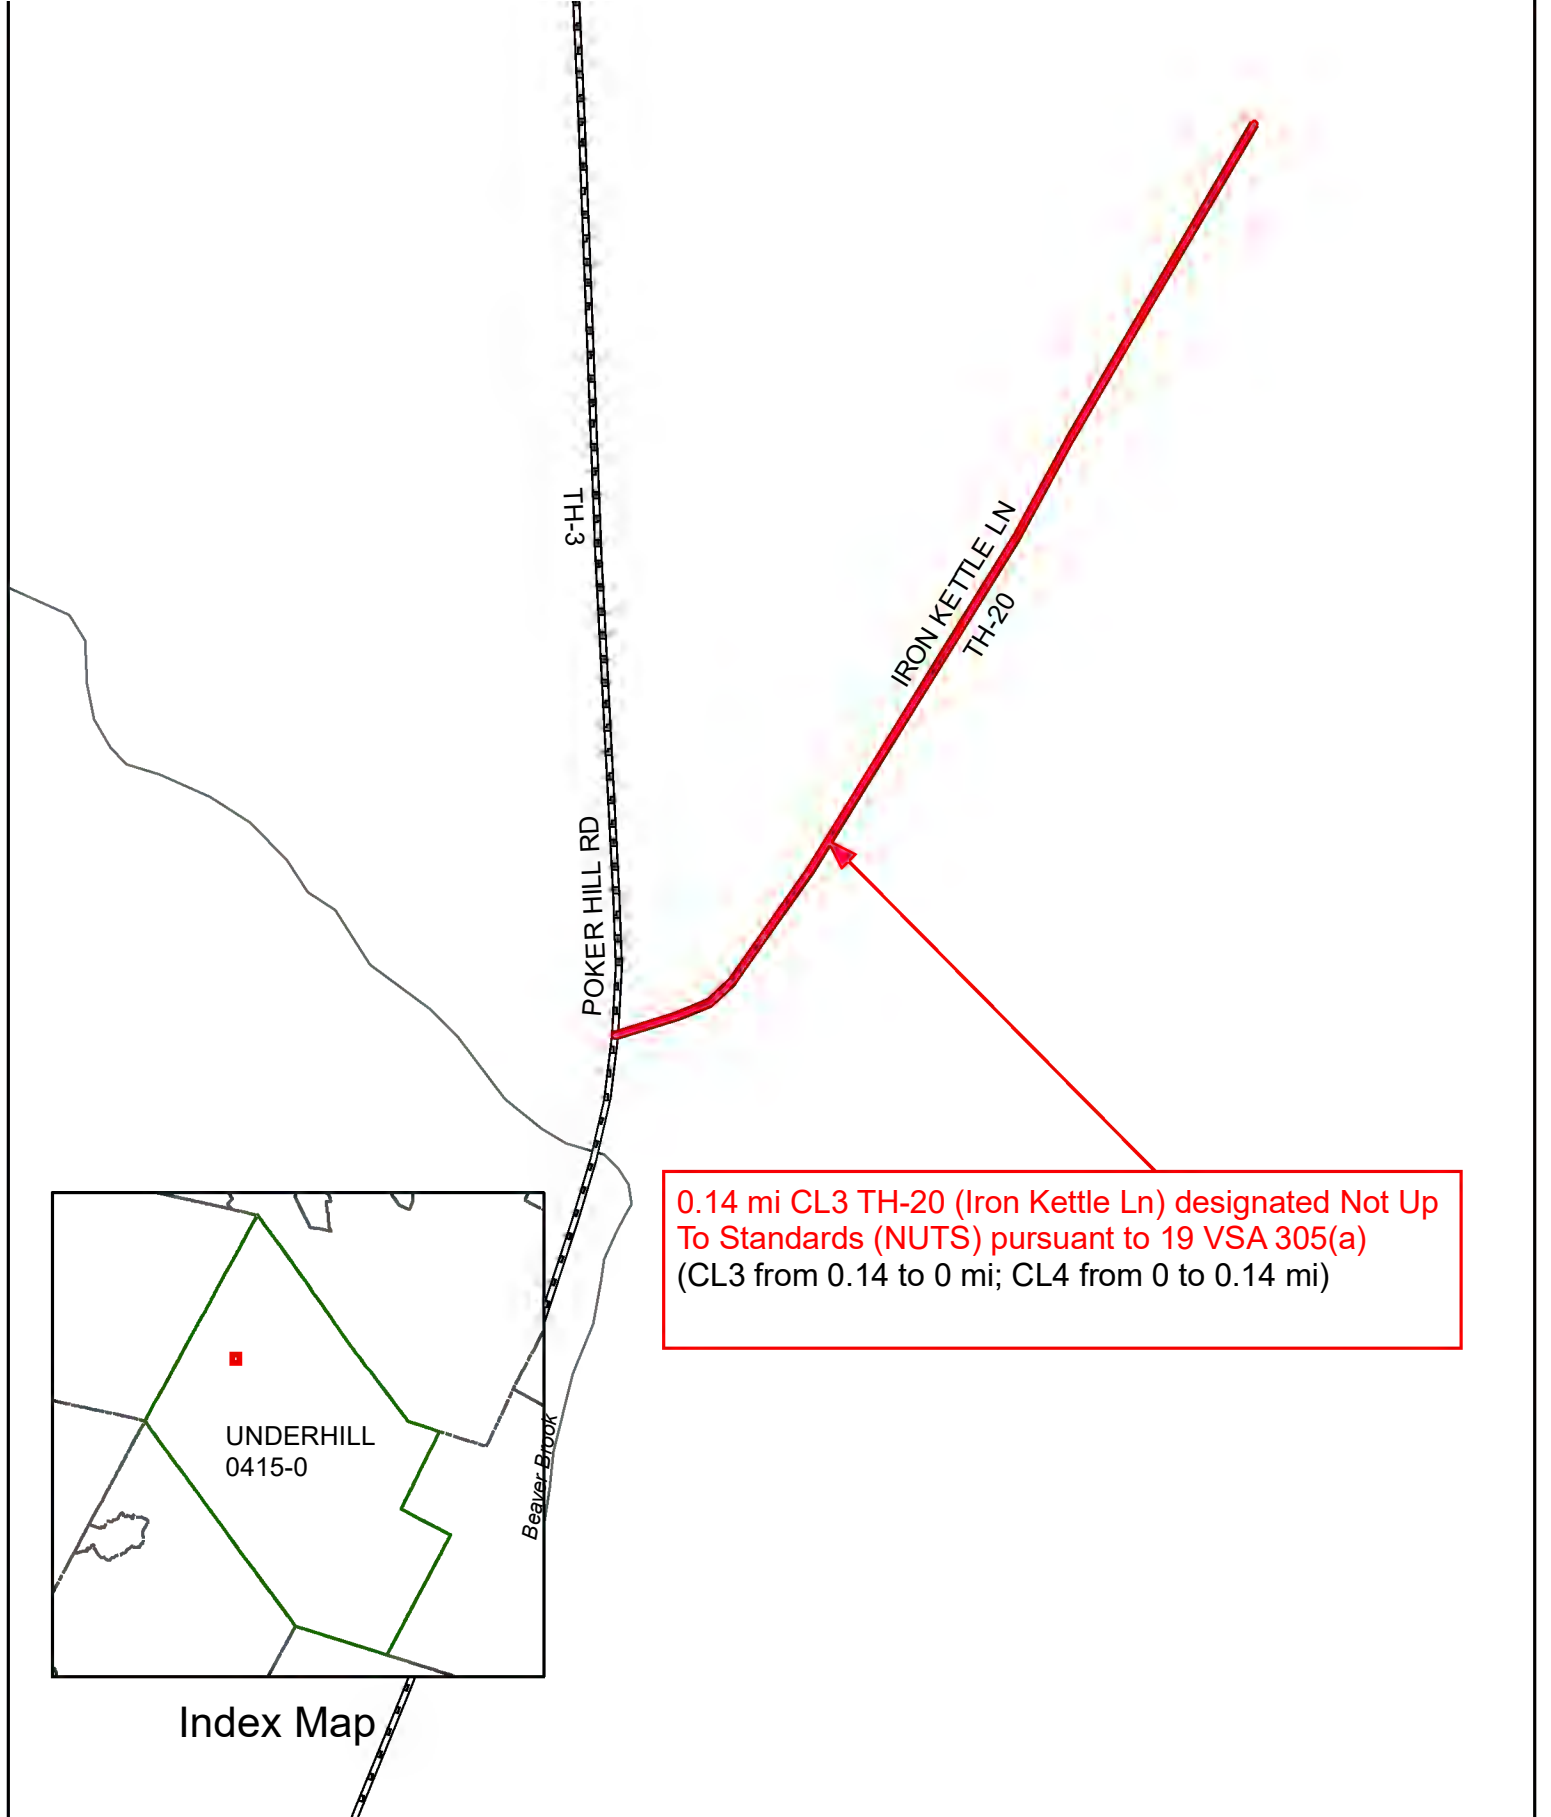 TH-3
IRON KETTLE LN
TH-20
POKER HILL RD
0.14 mi CL3 TH-20 (Iron Kettle Ln) designated Not Up
To Standards (NUTS) pursuant to 19 VSA 305(a)
(CL3 from 0.14 to 0 mi; CL4 from 0 to 0.14 mi)
UNDERHILL
0415-0
Beaver Brook
Index Map